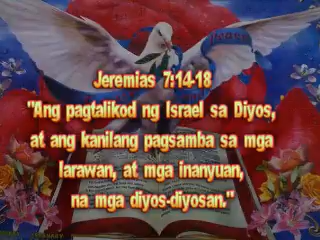 Jeremias 7:14-18
"Ang pagtalikod ng Israel sa Diyos,
at ang kanilang pagsamba sa mga
larawan, at mga inanyuan,
na mga diyos-diyosan."